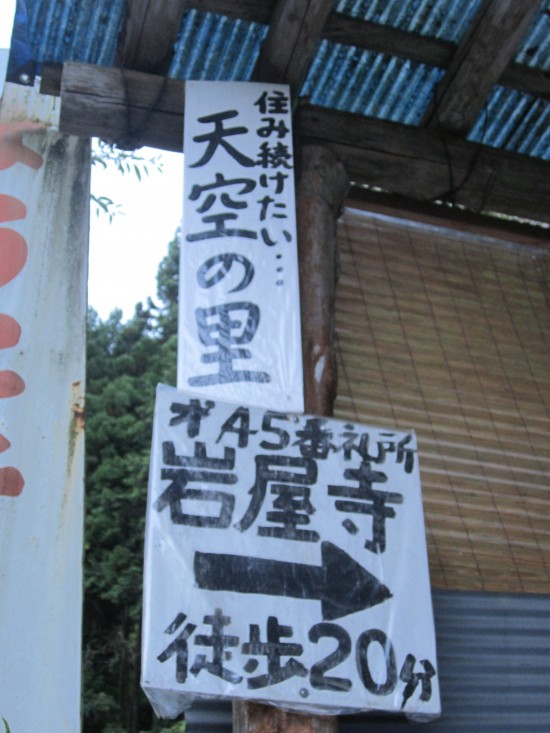 住み続けたい…
天空の里
オ45番札所
岩屋寺
徒歩20分